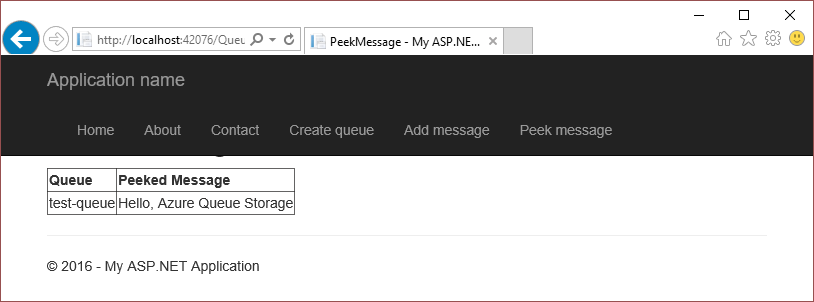 http://localhost:42076/Queu
PeekMessage - My ASP.NE...
Application name
Home About Contact Create queue Add message Peek message
Queue Peeked Message
test-queue Hello, Azure Queue Storage
© 2016 - My ASP.NET Application